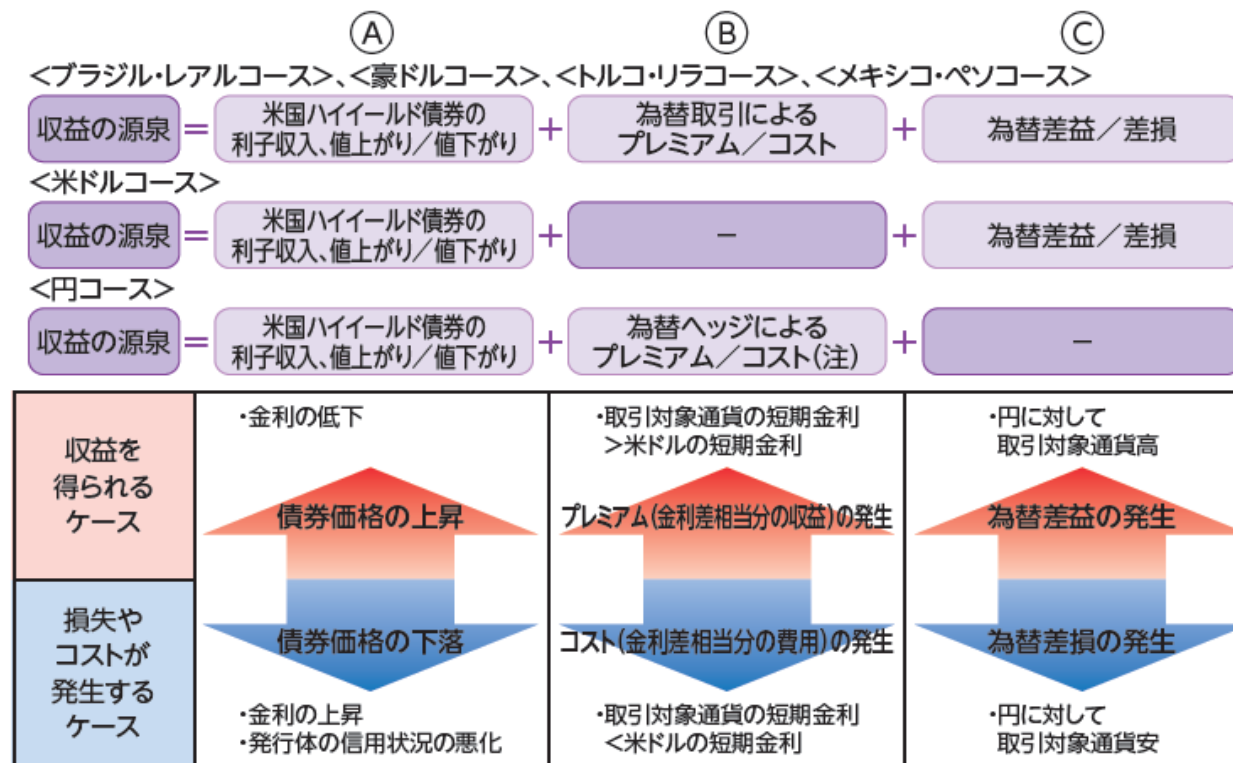 Ⓐ Ⓑ Ⓒ
<ブラジル・レアルコース>、<豪ドルコース>、<トルコ・リラコース>、<メキシコ・ペソコース>
収益の源泉 = 米国ハイイールド債券の
利子収入、値上がり/値下がり + 為替取引による
プレミアム/コスト + 為替差益/差損
<米ドルコース>
収益の源泉 = 米国ハイイールド債券の
利子収入、値上がり/値下がり + − + 為替差益/差損
<円コース>
収益の源泉 = 米国ハイイールド債券の
利子収入、値上がり/値下がり + 為替ヘッジによる
プレミアム/コスト(注) + −
収益を
得られる
ケース
・金利の低下
債券価格の上昇
・取引対象通貨の短期金利
>米ドルの短期金利
プレミアム(金利差相当分の収益)の発生
・円に対して
取引対象通貨高
為替差益の発生
損失や
コストが
発生する
ケース
債券価格の下落
・金利の上昇
・発行体の信用状況の悪化
コスト(金利差相当分の費用)の発生
・取引対象通貨の短期金利
<米ドルの短期金利
為替差損の発生
・円に対して
取引対象通貨安